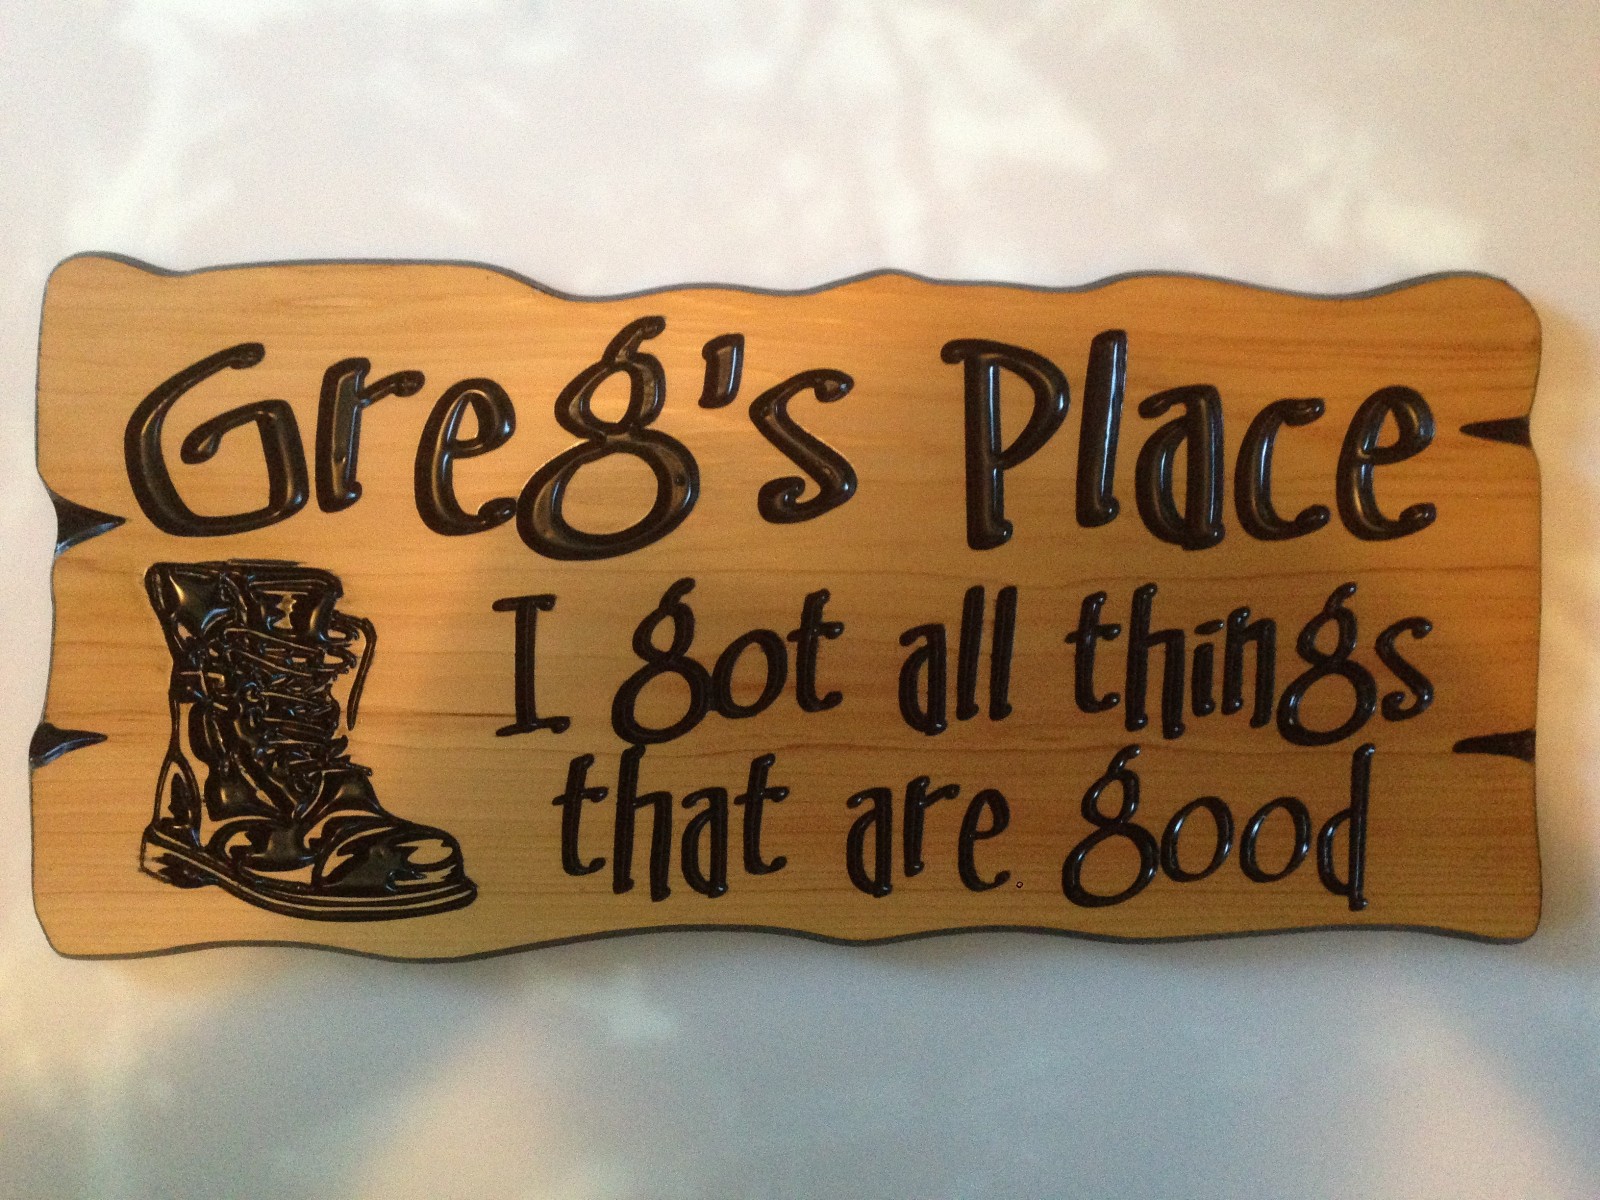 Greg's Place
I got all things
that are good